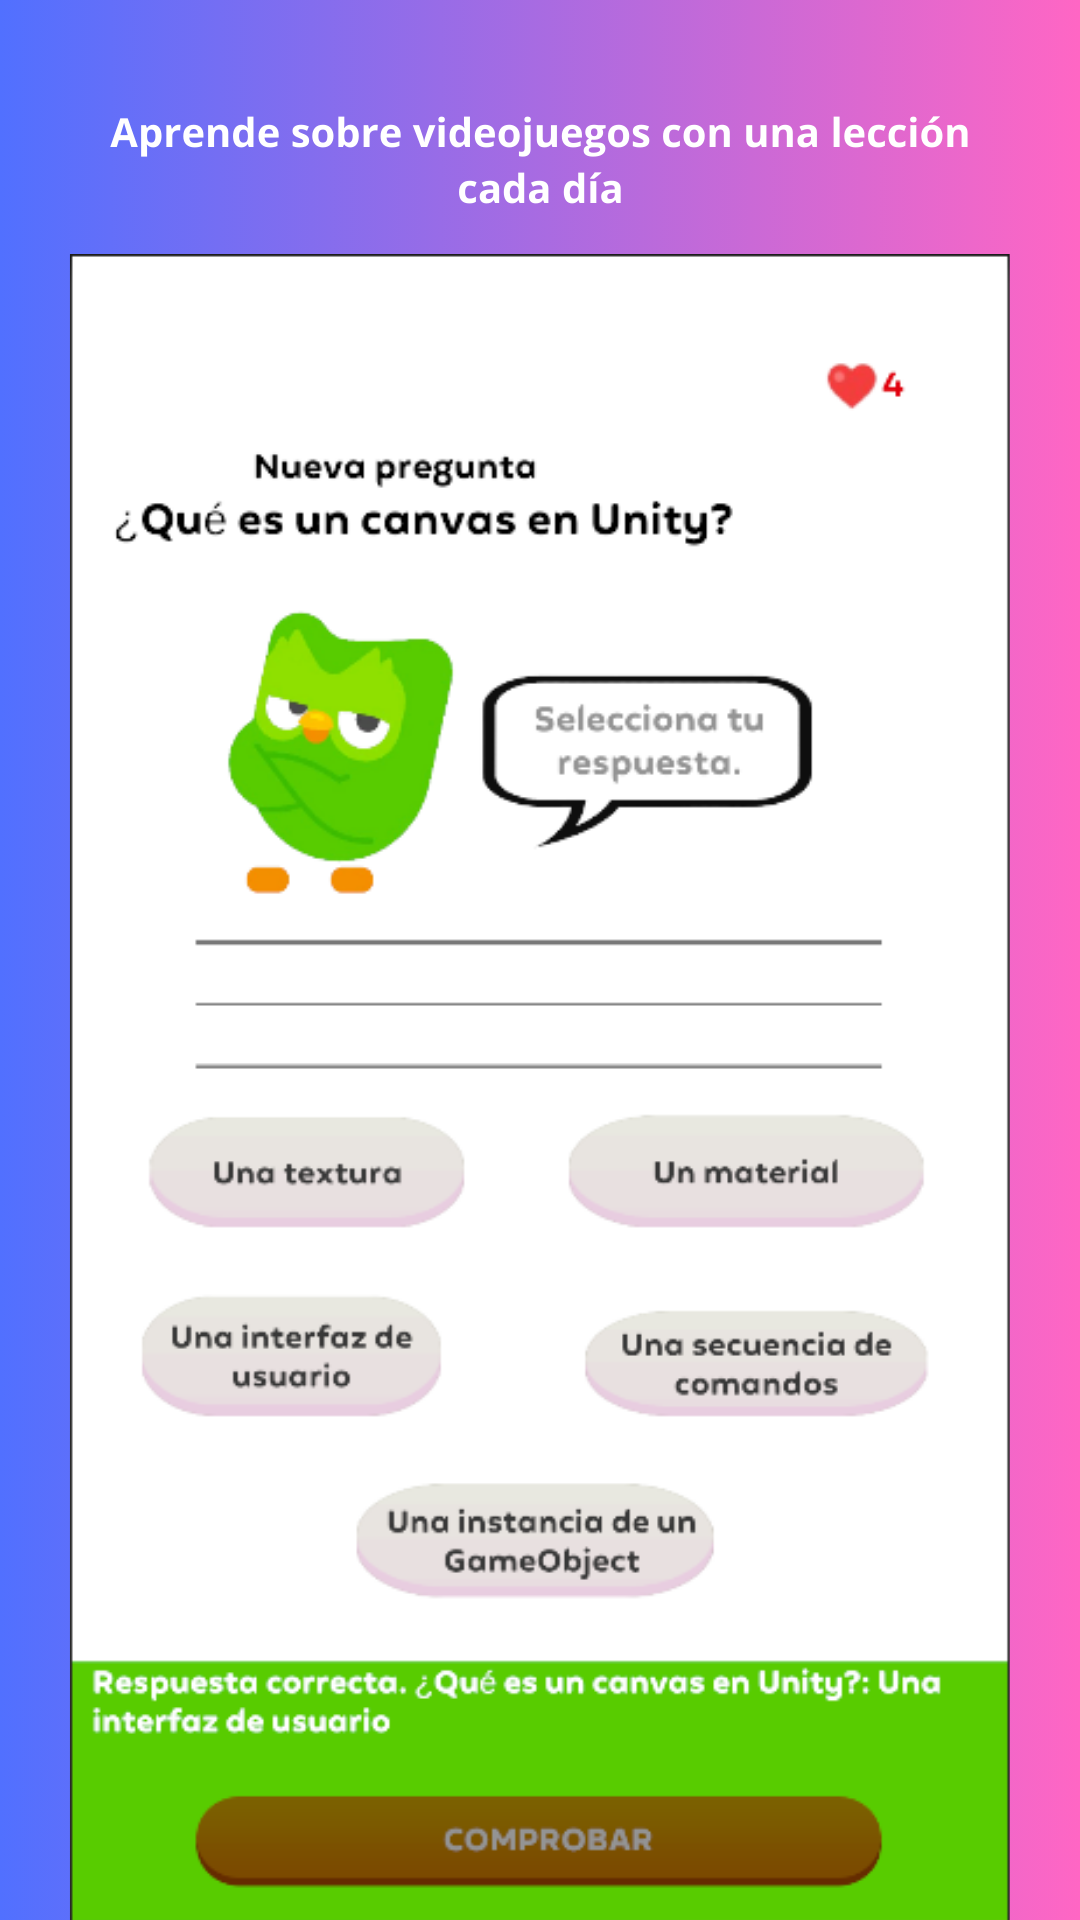 Aprende sobre videojuegos con una lección
cada día
4
Nueva pregunta
¿Qué es un canvas en Unity?
Selecciona tu
respuesta.
Una textura
Un material
Una interfaz de
usuario
Una secuencia de
comandos
Una instancia de un
GameObject
Respuesta correcta. ¿Qué es un canvas en Unity?: Una
interfaz de usuario
COMPROBAR